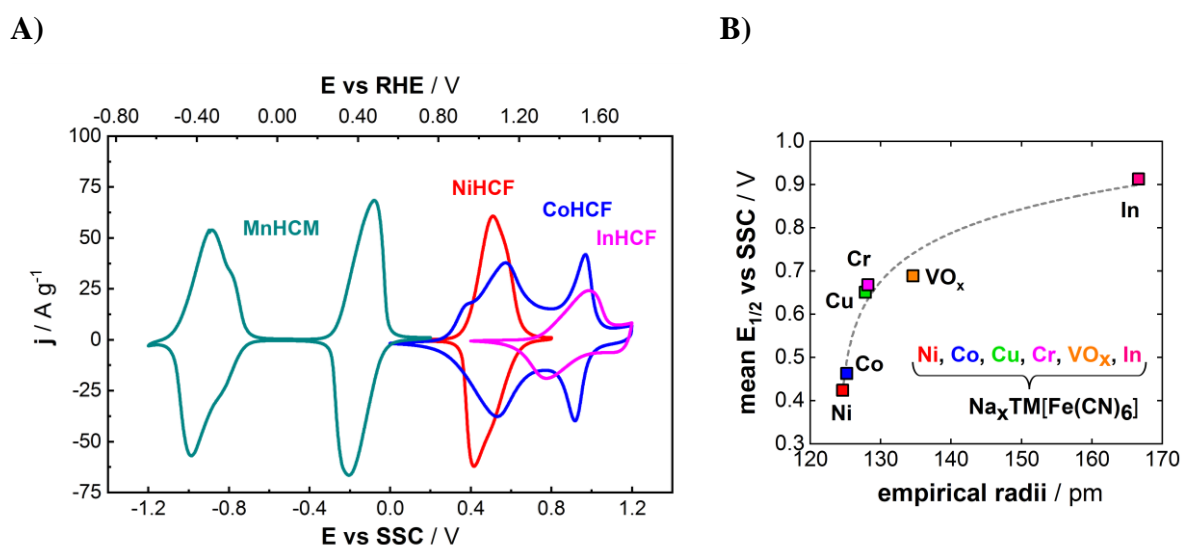 A)
B)
E vs RHE / V
-0.80 -0.40 0.00 0.40 0.80 1.20 1.60
100
75
50
25
0
-25
-50
-75
j / A g⁻¹
MnHCM
NiHCF
CoHCF
InHCF
-1.2 -0.8 -0.4 0.0 0.4 0.8 1.2
E vs SSC / V
1.0
0.9
0.8
0.7
0.6
0.5
0.4
0.3
mean E₁/₂ vs SSC / V
In
Cr
VOₓ
Cu
Co
Ni
Ni, Co, Cu, Cr, VOₓ, In
NaₓTM[Fe(CN)₆]
120 130 140 150 160 170
empirical radii / pm